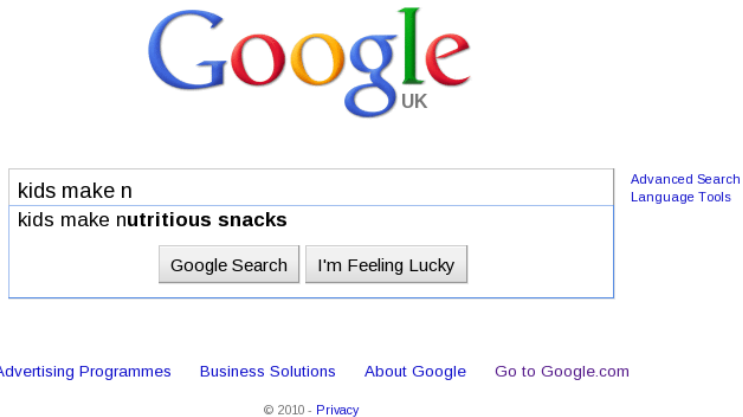 Google
UK
kids make n
Advanced Search
Language Tools
kids make nutritious snacks
Google Search I'm Feeling Lucky
Advertising Programmes Business Solutions About Google Go to Google.com
© 2010 - Privacy